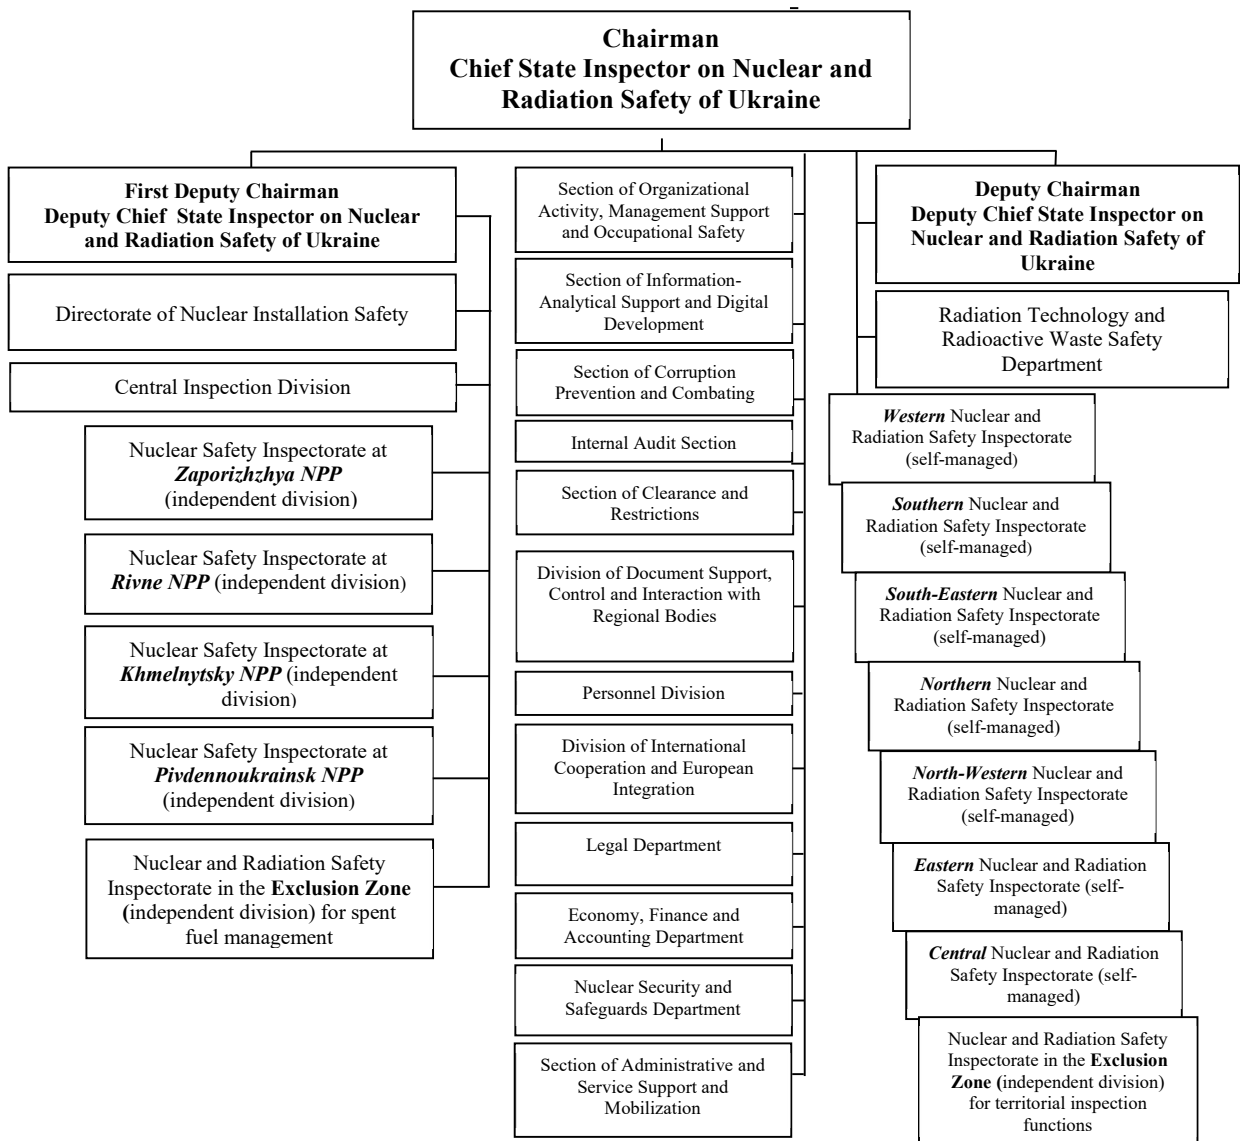 Chairman
Chief State Inspector on Nuclear and
Radiation Safety of Ukraine
First Deputy Chairman
Deputy Chief State Inspector on Nuclear
and Radiation Safety of Ukraine
Directorate of Nuclear Installation Safety
Central Inspection Division
Nuclear Safety Inspectorate at
Zaporizhzhya NPP
(independent division)
Nuclear Safety Inspectorate at
Rivne NPP (independent division)
Nuclear Safety Inspectorate at
Khmelnytsky NPP (independent
division)
Nuclear Safety Inspectorate at
Pivdennoukrainsk NPP
(independent division)
Nuclear and Radiation Safety
Inspectorate in the Exclusion Zone
(independent division) for spent
fuel management
Section of Organizational
Activity, Management Support
and Occupational Safety
Section of Information-
Analytical Support and Digital
Development
Section of Corruption
Prevention and Combating
Internal Audit Section
Section of Clearance and
Restrictions
Division of Document Support,
Control and Interaction with
Regional Bodies
Personnel Division
Division of International
Cooperation and European
Integration
Legal Department
Economy, Finance and
Accounting Department
Nuclear Security and
Safeguards Department
Section of Administrative and
Service Support and
Mobilization
Deputy Chairman
Deputy Chief State Inspector on
Nuclear and Radiation Safety of
Ukraine
Radiation Technology and
Radioactive Waste Safety
Department
Western Nuclear and
Radiation Safety Inspectorate
(self-managed)
Southern Nuclear and
Radiation Safety Inspectorate
(self-managed)
South-Eastern Nuclear and
Radiation Safety Inspectorate
(self-managed)
Northern Nuclear and
Radiation Safety Inspectorate
(self-managed)
North-Western Nuclear and
Radiation Safety Inspectorate
(self-managed)
Eastern Nuclear and Radiation
Safety Inspectorate (self-
managed)
Central Nuclear and Radiation
Safety Inspectorate (self-
managed)
Nuclear and Radiation Safety
Inspectorate in the Exclusion
Zone (independent division)
for territorial inspection
functions